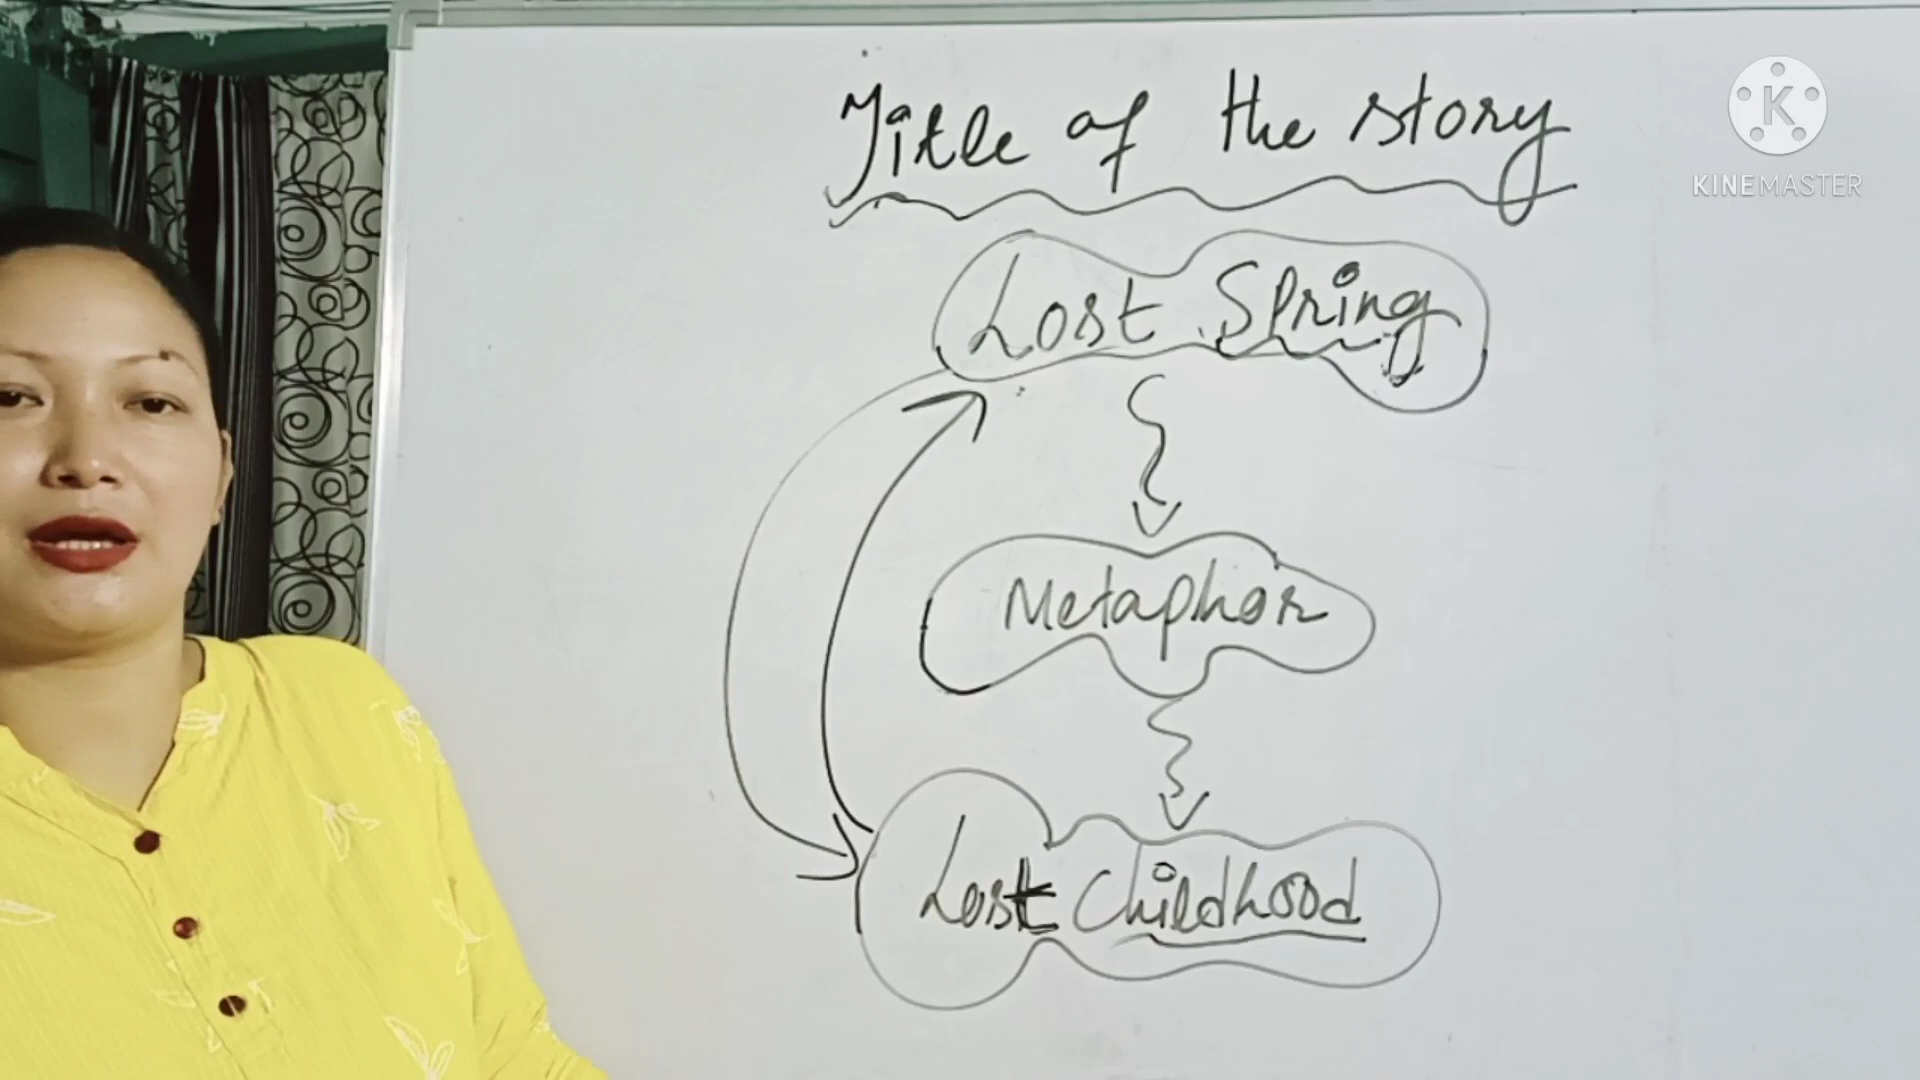 Title of the story
KINEMASTER
Lost Spring
Metaphor
Lost Childhood